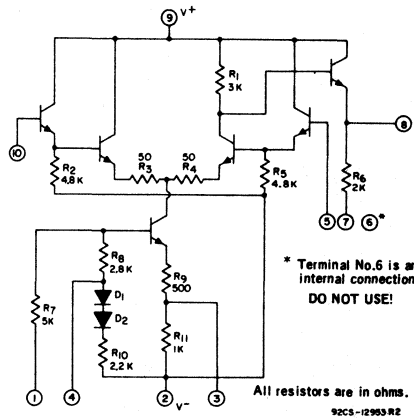 9 V+
R1
3K
8
10
50
R3
50
R4
R2
4.8K
R5
4.8K
R6
2K
5
7
6*
R8
2.8K
R9
500
* Terminal No.6 is an
internal connection
DO NOT USE!
D1
D2
R7
5K
R10
2.2K
R11
1K
1
4
2 V-
3
All resistors are in ohms.
92CS-12953R2